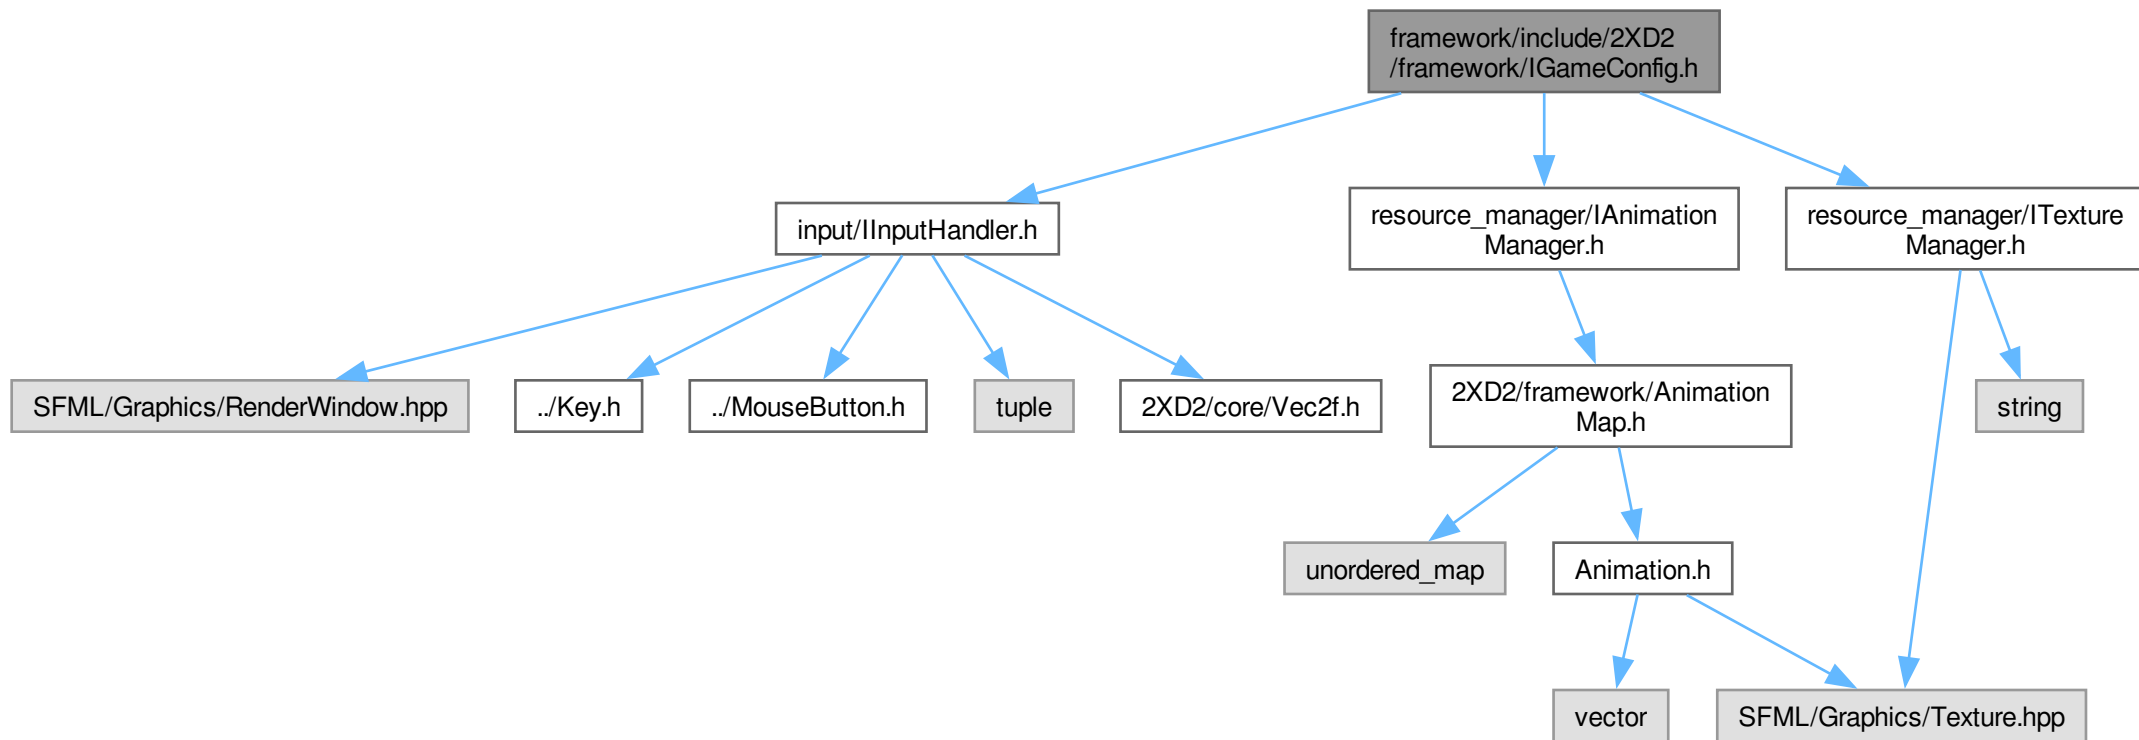 framework/include/2XD2
/framework/IGameConfig.h
input/IInputHandler.h
resource_manager/IAnimation
Manager.h
resource_manager/ITexture
Manager.h
SFML/Graphics/RenderWindow.hpp
../Key.h
../MouseButton.h
tuple
2XD2/core/Vec2f.h
2XD2/framework/Animation
Map.h
string
unordered_map
Animation.h
vector
SFML/Graphics/Texture.hpp